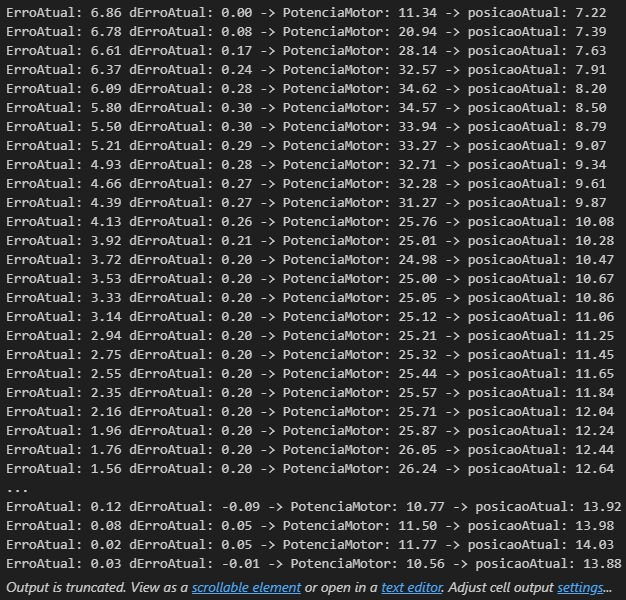 ErroAtual: 6.86 dErroAtual: 0.00 -> PotenciaMotor: 11.34 -> posicaoAtual: 7.22
ErroAtual: 6.78 dErroAtual: 0.08 -> PotenciaMotor: 20.94 -> posicaoAtual: 7.39
ErroAtual: 6.61 dErroAtual: 0.17 -> PotenciaMotor: 28.14 -> posicaoAtual: 7.63
ErroAtual: 6.37 dErroAtual: 0.24 -> PotenciaMotor: 32.57 -> posicaoAtual: 7.91
ErroAtual: 6.09 dErroAtual: 0.28 -> PotenciaMotor: 34.62 -> posicaoAtual: 8.20
ErroAtual: 5.80 dErroAtual: 0.30 -> PotenciaMotor: 34.57 -> posicaoAtual: 8.50
ErroAtual: 5.50 dErroAtual: 0.30 -> PotenciaMotor: 33.94 -> posicaoAtual: 8.79
ErroAtual: 5.21 dErroAtual: 0.29 -> PotenciaMotor: 33.27 -> posicaoAtual: 9.07
ErroAtual: 4.93 dErroAtual: 0.28 -> PotenciaMotor: 32.71 -> posicaoAtual: 9.34
ErroAtual: 4.66 dErroAtual: 0.27 -> PotenciaMotor: 32.28 -> posicaoAtual: 9.61
ErroAtual: 4.39 dErroAtual: 0.27 -> PotenciaMotor: 31.27 -> posicaoAtual: 9.87
ErroAtual: 4.13 dErroAtual: 0.26 -> PotenciaMotor: 25.76 -> posicaoAtual: 10.08
ErroAtual: 3.92 dErroAtual: 0.21 -> PotenciaMotor: 25.01 -> posicaoAtual: 10.28
ErroAtual: 3.72 dErroAtual: 0.20 -> PotenciaMotor: 24.98 -> posicaoAtual: 10.47
ErroAtual: 3.53 dErroAtual: 0.20 -> PotenciaMotor: 25.00 -> posicaoAtual: 10.67
ErroAtual: 3.33 dErroAtual: 0.20 -> PotenciaMotor: 25.05 -> posicaoAtual: 10.86
ErroAtual: 3.14 dErroAtual: 0.20 -> PotenciaMotor: 25.12 -> posicaoAtual: 11.06
ErroAtual: 2.94 dErroAtual: 0.20 -> PotenciaMotor: 25.21 -> posicaoAtual: 11.25
ErroAtual: 2.75 dErroAtual: 0.20 -> PotenciaMotor: 25.32 -> posicaoAtual: 11.45
ErroAtual: 2.55 dErroAtual: 0.20 -> PotenciaMotor: 25.44 -> posicaoAtual: 11.65
ErroAtual: 2.35 dErroAtual: 0.20 -> PotenciaMotor: 25.57 -> posicaoAtual: 11.84
ErroAtual: 2.16 dErroAtual: 0.20 -> PotenciaMotor: 25.71 -> posicaoAtual: 12.04
ErroAtual: 1.96 dErroAtual: 0.20 -> PotenciaMotor: 25.87 -> posicaoAtual: 12.24
ErroAtual: 1.76 dErroAtual: 0.20 -> PotenciaMotor: 26.05 -> posicaoAtual: 12.44
ErroAtual: 1.56 dErroAtual: 0.20 -> PotenciaMotor: 26.24 -> posicaoAtual: 12.64
...
ErroAtual: 0.12 dErroAtual: -0.09 -> PotenciaMotor: 10.77 -> posicaoAtual: 13.92
ErroAtual: 0.08 dErroAtual: 0.05 -> PotenciaMotor: 11.50 -> posicaoAtual: 13.98
ErroAtual: 0.02 dErroAtual: 0.05 -> PotenciaMotor: 11.77 -> posicaoAtual: 14.03
ErroAtual: 0.03 dErroAtual: -0.01 -> PotenciaMotor: 10.56 -> posicaoAtual: 13.88
Output is truncated. View as a scrollable element or open in a text editor. Adjust cell output settings...